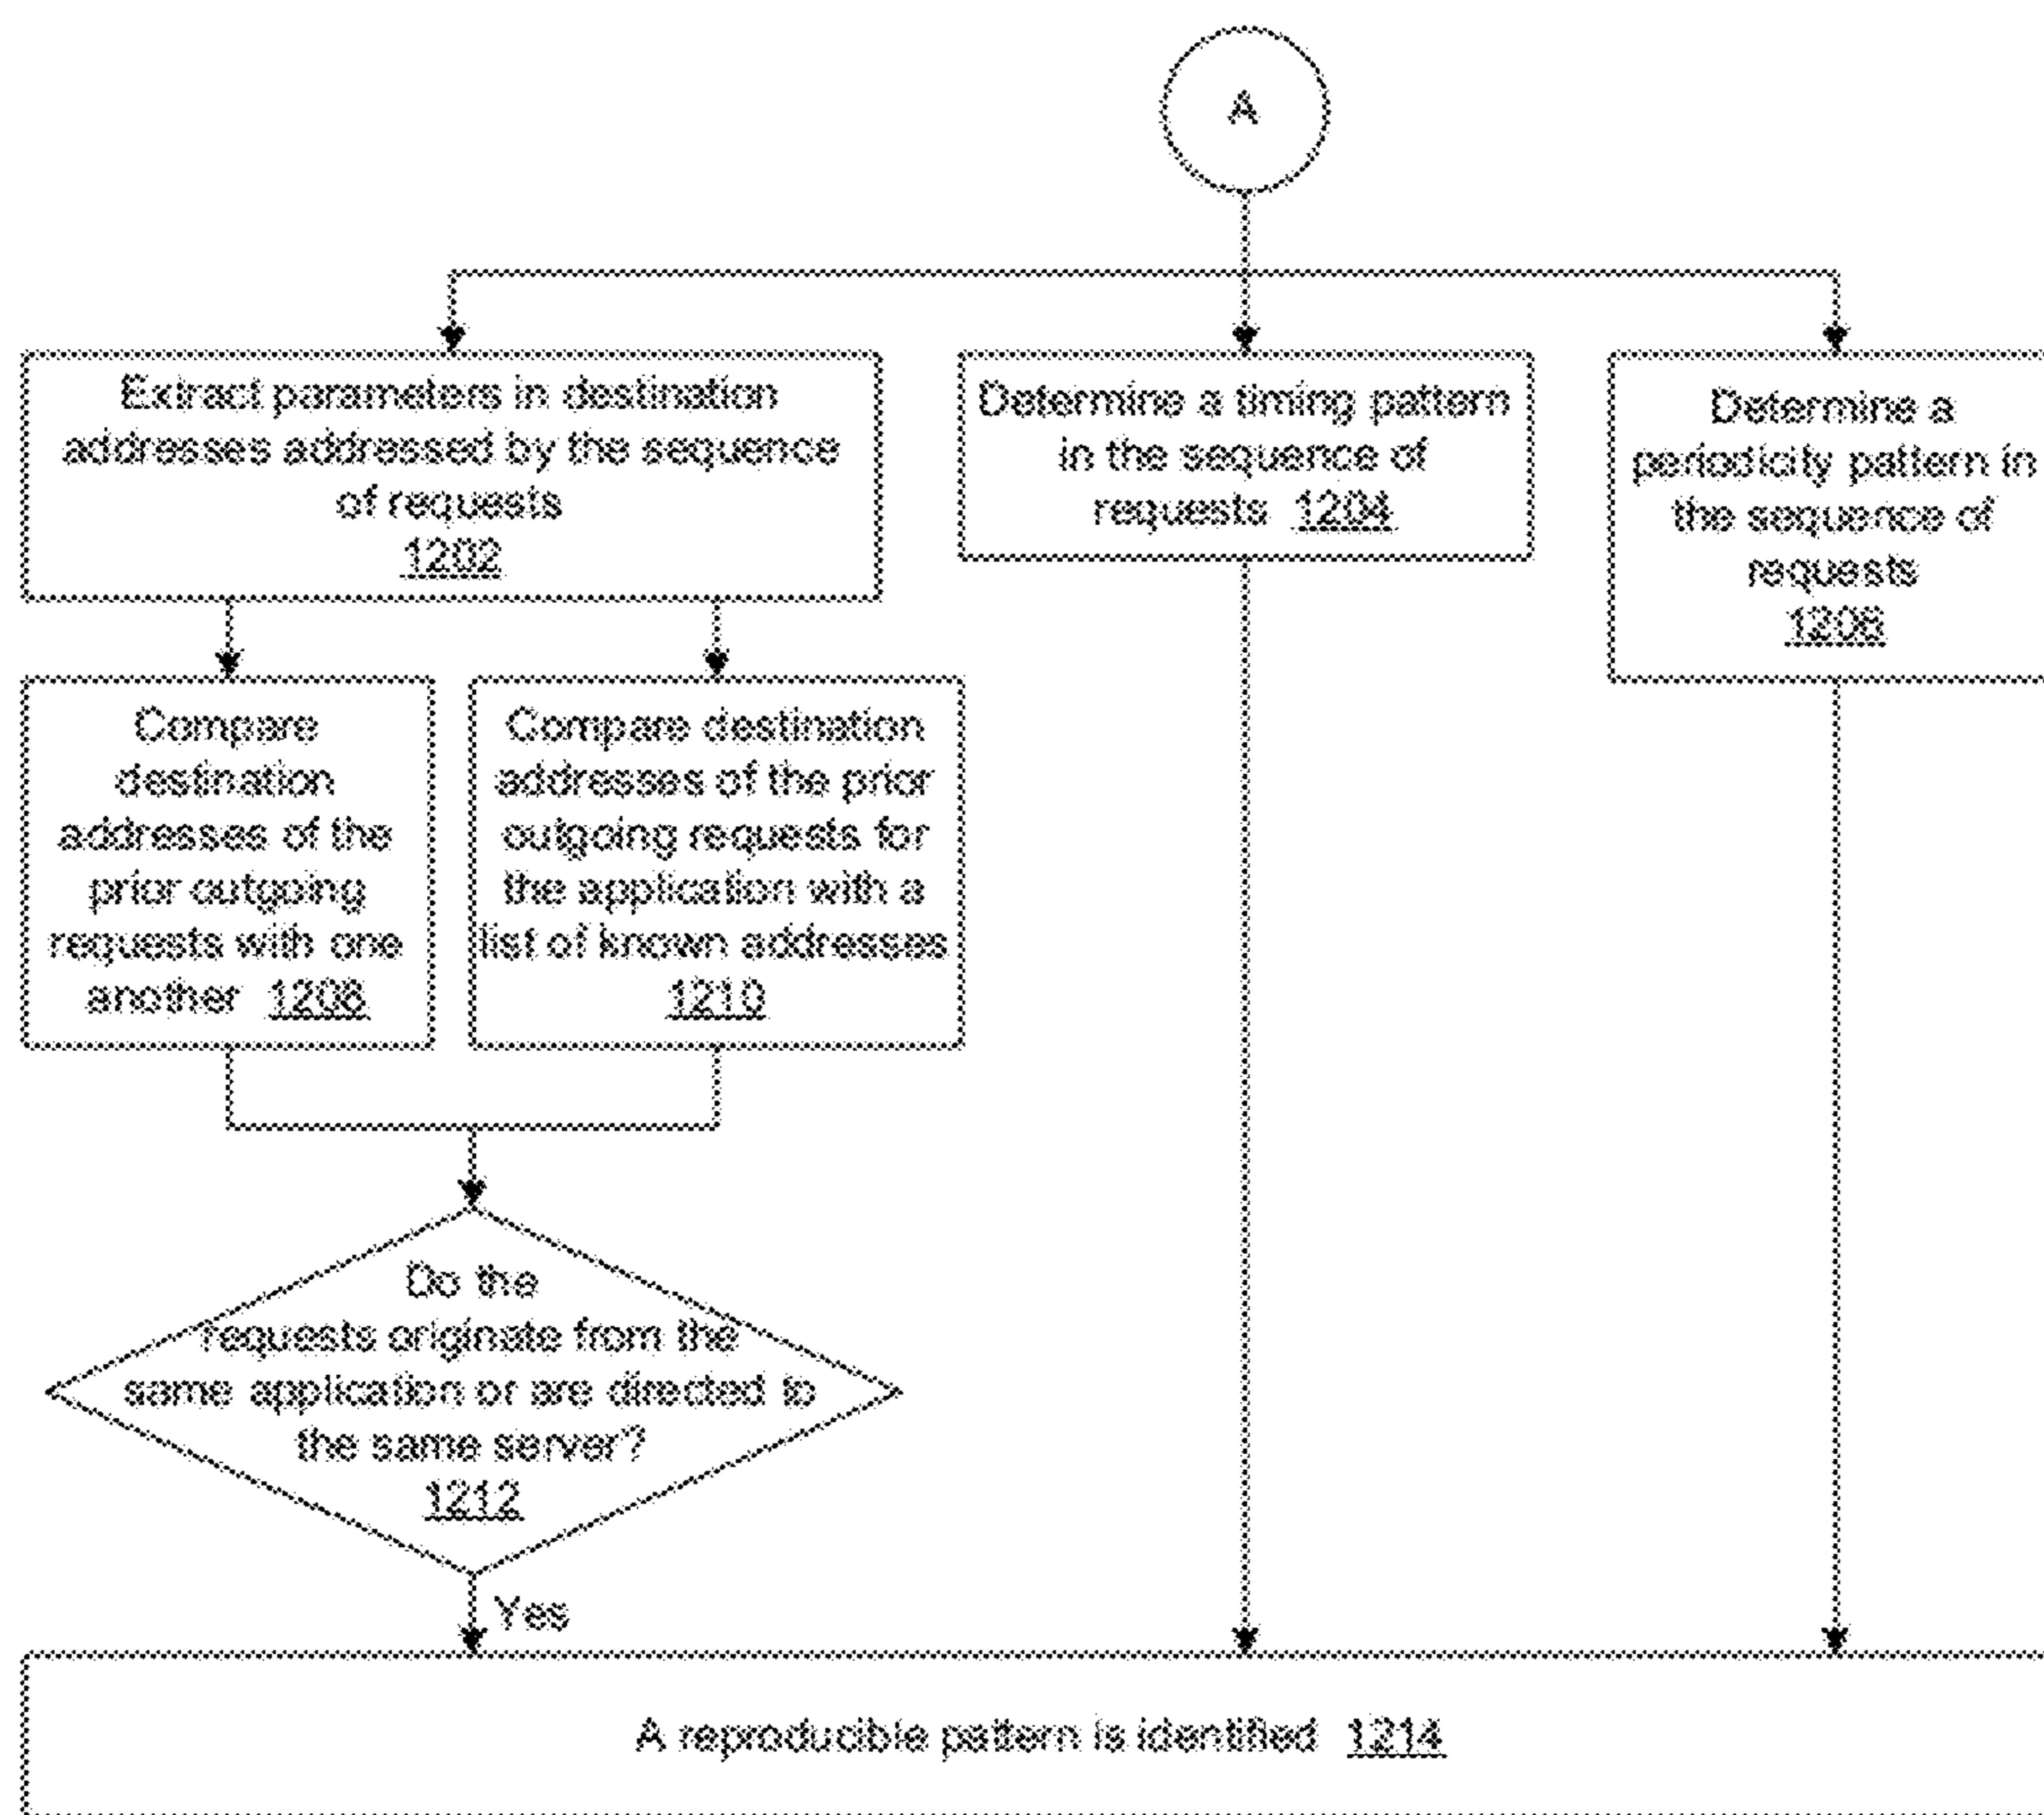 A
Extract parameters in destination
addresses addressed by the sequence
of requests
1202
Determine a timing pattern
in the sequence of
requests 1204
Determine a
periodicity pattern in
the sequence of
requests
1206
Compare
destination
addresses of the
prior outgoing
requests with one
another 1208
Compare destination
addresses of the prior
outgoing requests for
the application with a
list of known addresses
1210
Do the
requests originate from the
same application or are directed to
the same server?
1212
Yes
A reproducible pattern is identified 1214